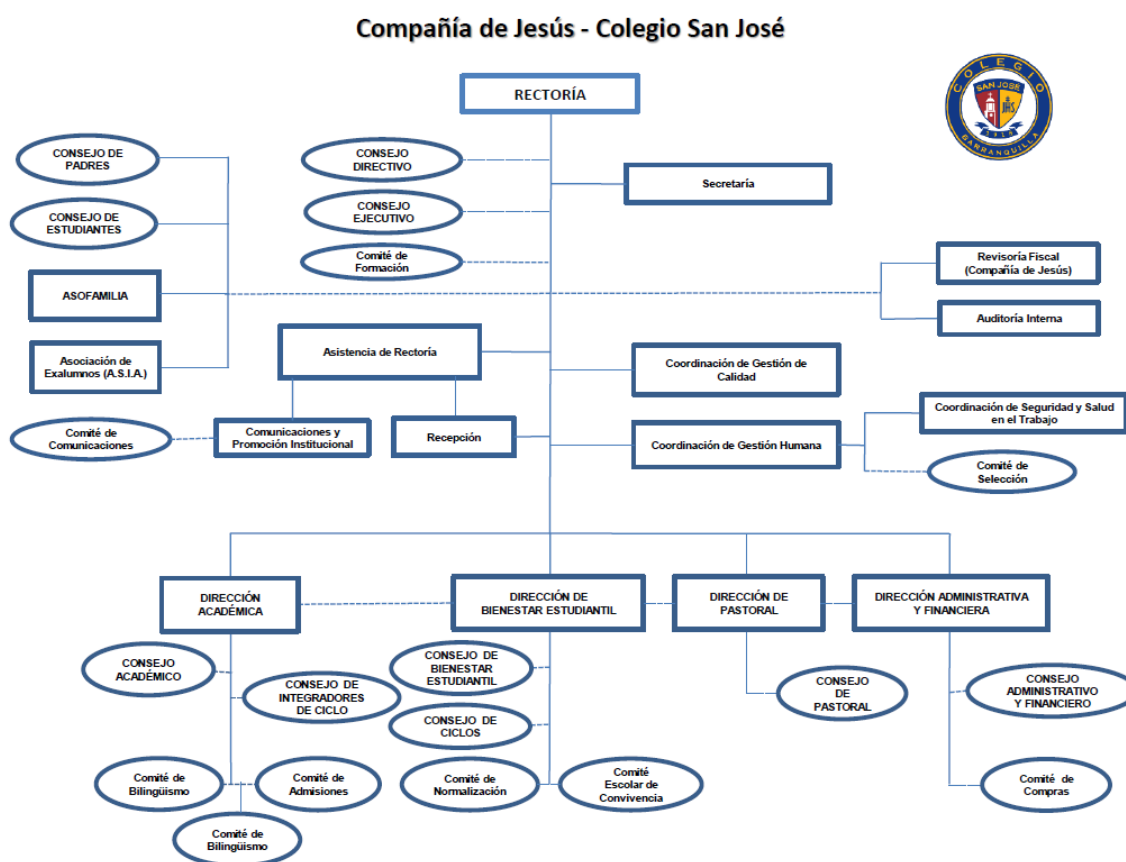 Compañía de Jesús - Colegio San José
COLEGIO
SAN JOSE
JHS
BARRANQUILLA
RECTORÍA
CONSEJO DE
PADRES
CONSEJO
DIRECTIVO
Secretaría
CONSEJO DE
ESTUDIANTES
CONSEJO
EJECUTIVO
Comité de
Formación
Revisoría Fiscal
(Compañía de Jesús)
ASOFAMILIA
Auditoría Interna
Asociación de
Exalumnos (A.S.I.A.)
Asistencia de Rectoría
Coordinación de Gestión de
Calidad
Comité de
Comunicaciones
Comunicaciones y
Promoción Institucional
Recepción
Coordinación de Gestión Humana
Coordinación de Seguridad y Salud
en el Trabajo
Comité de
Selección
DIRECCIÓN
ACADÉMICA
DIRECCIÓN DE
BIENESTAR ESTUDIANTIL
DIRECCIÓN DE
PASTORAL
DIRECCIÓN ADMINISTRATIVA
Y FINANCIERA
CONSEJO
ACADÉMICO
CONSEJO DE
INTEGRADORES
DE CICLO
CONSEJO DE
BIENESTAR
ESTUDIANTIL
CONSEJO DE
CICLOS
CONSEJO
DE
PASTORAL
CONSEJO
ADMINISTRATIVO
Y FINANCIERO
Comité de
Bilingüismo
Comité de
Admisiones
Comité de
Bilingüismo
Comité de
Normalización
Comité
Escolar de
Convivencia
Comité de
Compras